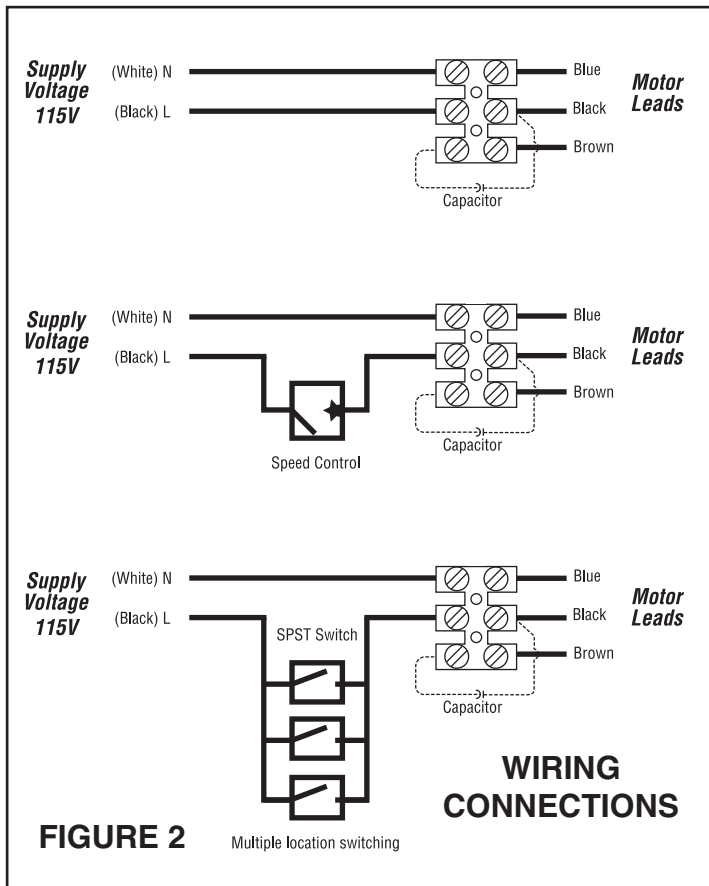 Supply
Voltage
115V
(White) N
(Black) L
Blue
Black
Brown
Motor
Leads
Capacitor
Supply
Voltage
115V
(White) N
(Black) L
Speed Control
Blue
Black
Brown
Motor
Leads
Capacitor
Supply
Voltage
115V
(White) N
(Black) L
SPST Switch
Blue
Black
Brown
Motor
Leads
Capacitor
WIRING
CONNECTIONS
FIGURE 2
Multiple location switching